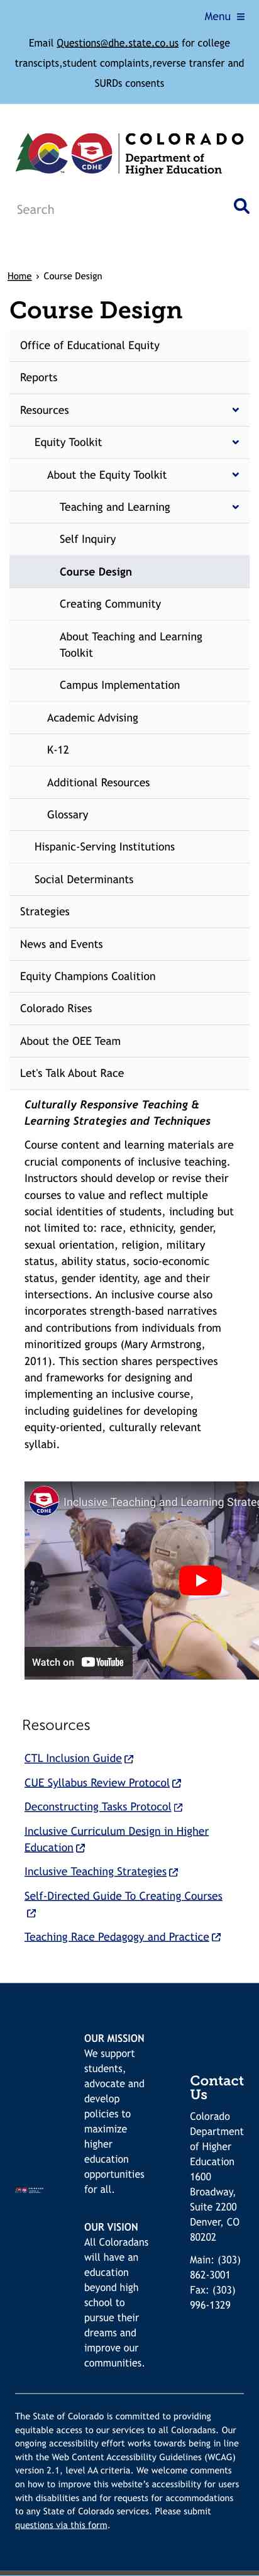 Menu
Email Questions@dhe.state.co.us for college
transcipts,student complaints,reverse transfer and
SURDs consents
CO
CDHE
COLORADO
Department of
Higher Education
Search
Home › Course Design
Course Design
Office of Educational Equity
Reports
Resources
Equity Toolkit
About the Equity Toolkit
Teaching and Learning
Self Inquiry
Course Design
Creating Community
About Teaching and Learning
Toolkit
Campus Implementation
Academic Advising
K-12
Additional Resources
Glossary
Hispanic-Serving Institutions
Social Determinants
Strategies
News and Events
Equity Champions Coalition
Colorado Rises
About the OEE Team
Let's Talk About Race
Culturally Responsive Teaching &
Learning Strategies and Techniques
Course content and learning materials are
crucial components of inclusive teaching.
Instructors should develop or revise their
courses to value and reflect multiple
social identities of students, including but
not limited to: race, ethnicity, gender,
sexual orientation, religion, military
status, ability status, socio-economic
status, gender identity, age and their
intersections. An inclusive course also
incorporates strength-based narratives
and contributions from individuals from
minoritized groups (Mary Armstrong,
2011). This section shares perspectives
and frameworks for designing and
implementing an inclusive course,
including guidelines for developing
equity-oriented, culturally relevant
syllabi.
CDHE
Inclusive Teaching and Learning Strateg
Watch on YouTube
Resources
CTL Inclusion Guide
CUE Syllabus Review Protocol
Deconstructing Tasks Protocol
Inclusive Curriculum Design in Higher
Education
Inclusive Teaching Strategies
Self-Directed Guide To Creating Courses
Teaching Race Pedagogy and Practice
OUR MISSION
We support
students,
advocate and
develop
policies to
maximize
higher
education
opportunities
for all.
OUR VISION
All Coloradans
will have an
education
beyond high
school to
pursue their
dreams and
improve our
communities.
Contact
Us
Colorado
Department
of Higher
Education
1600
Broadway,
Suite 2200
Denver, CO
80202
Main: (303)
862-3001
Fax: (303)
996-1329
The State of Colorado is committed to providing
equitable access to our services to all Coloradans. Our
ongoing accessibility effort works towards being in line
with the Web Content Accessibility Guidelines (WCAG)
version 2.1, level AA criteria. We welcome comments
on how to improve this website's accessibility for users
with disabilities and for requests for accommodations
to any State of Colorado services. Please submit
questions via this form.